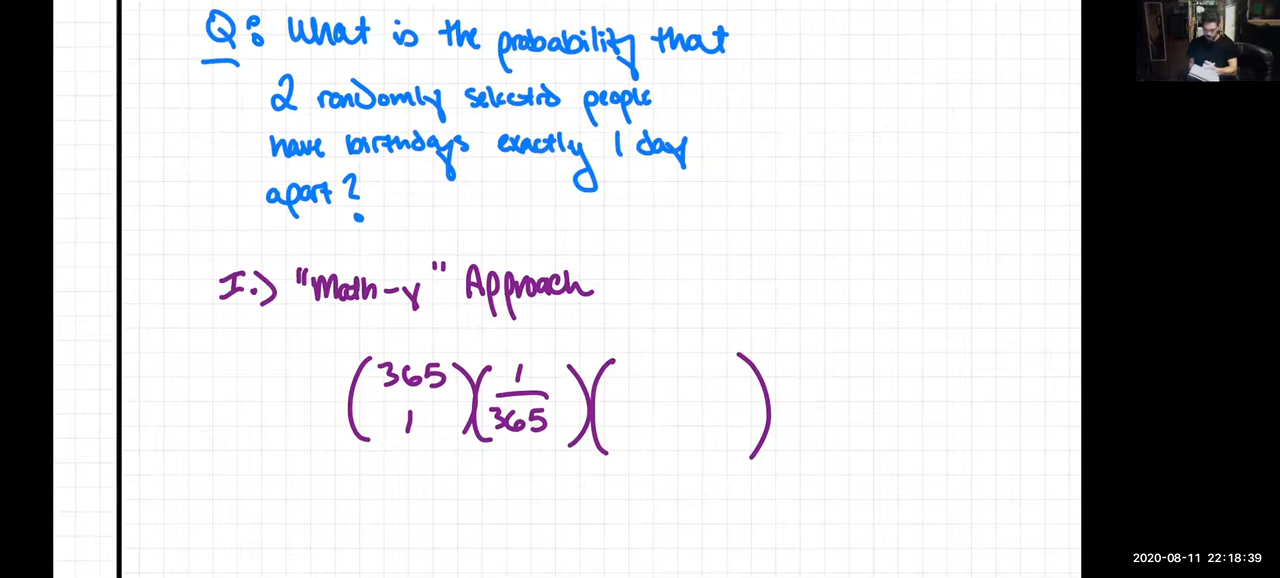 Q: What is the probability that
2 randomly selected people
have birthdays exactly 1 day
apart?
I.) "Math-y" Approach
(365 1)(1/365)( )
2020-08-11 22:18:39